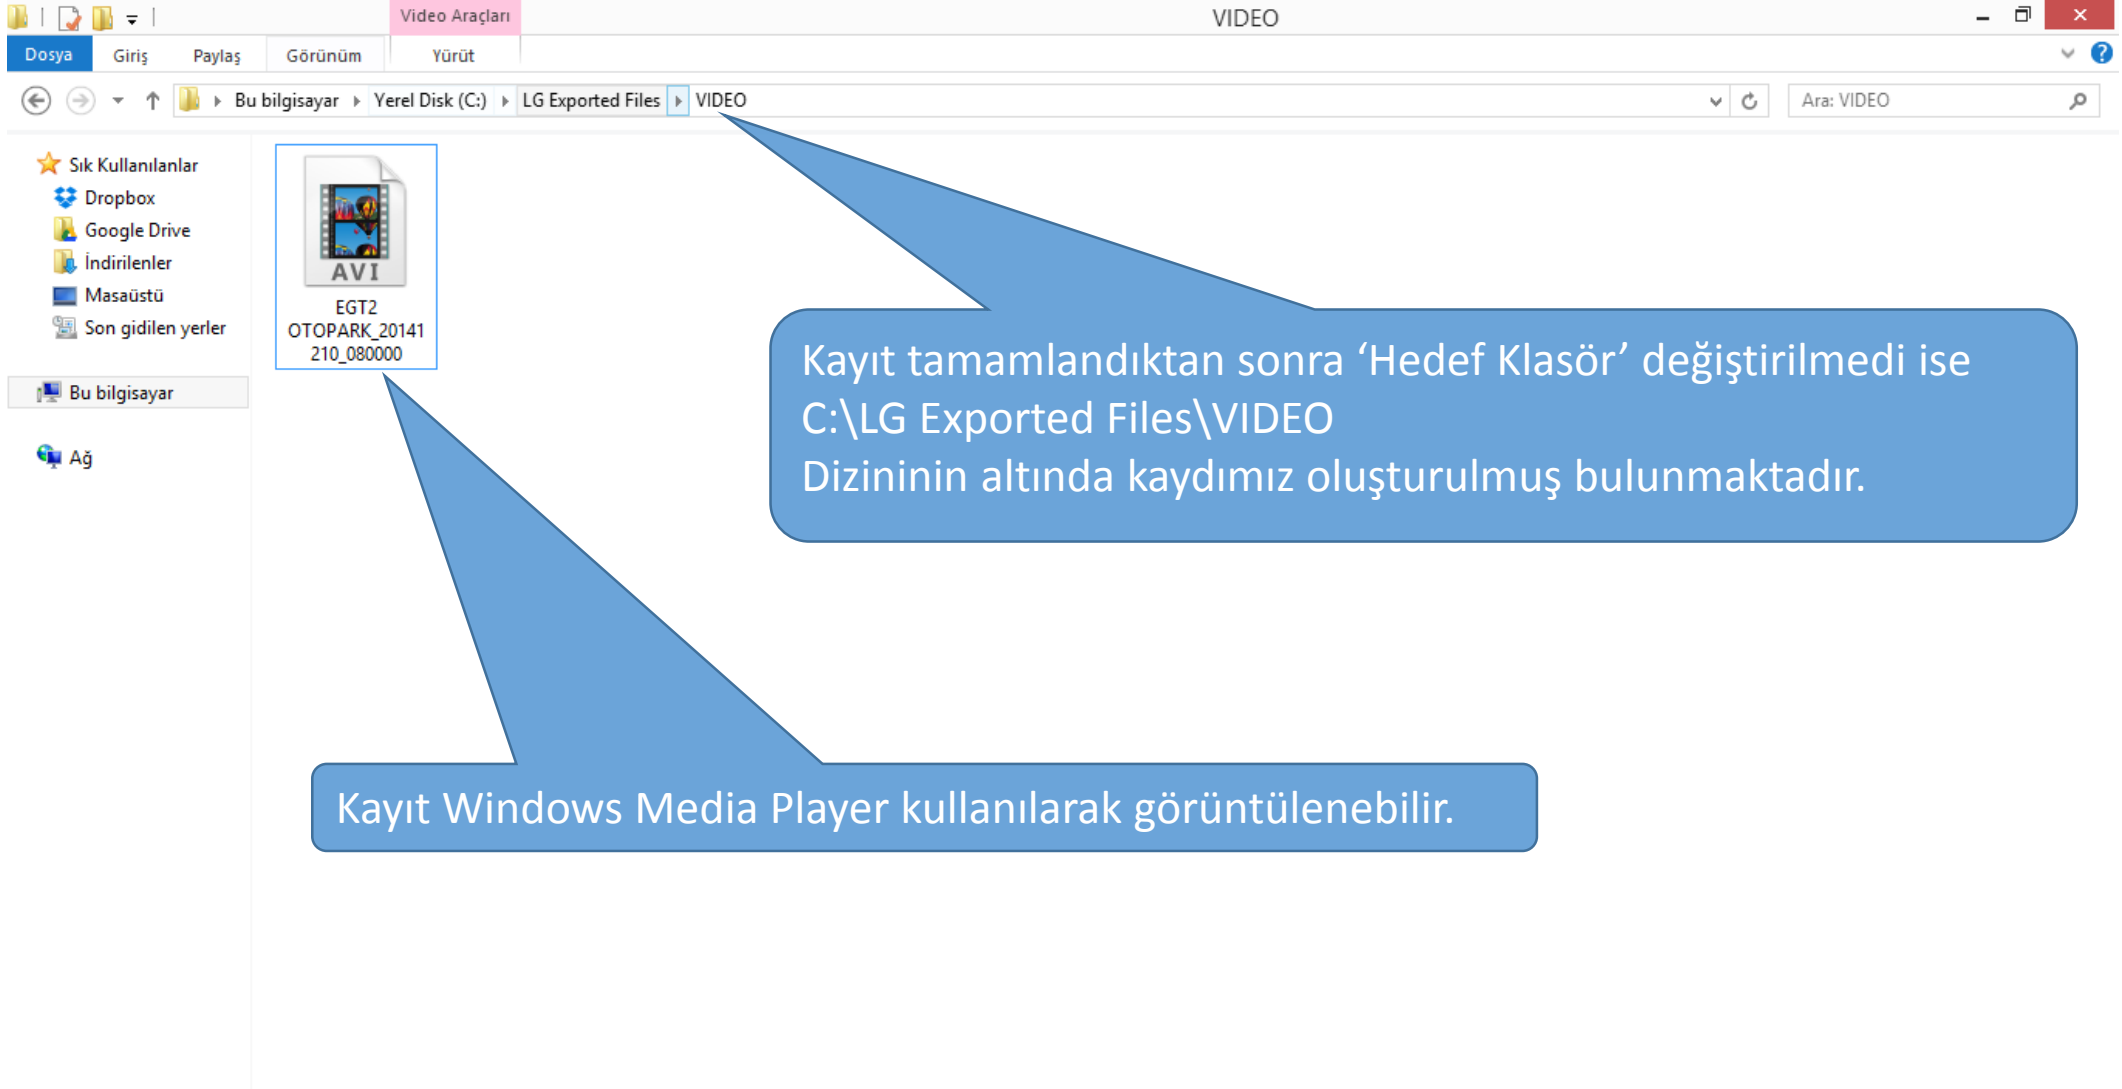 Video Araçları
VIDEO
Dosya
Giriş
Paylaş
Görünüm
Yürüt
Bu bilgisayar
Yerel Disk (C:)
LG Exported Files
VIDEO
Ara: VIDEO
Sık Kullanılanlar
Dropbox
Google Drive
İndirilenler
Masaüstü
Son gidilen yerler
Bu bilgisayar
Ağ
AVI
EGT2
OTOPARK_20141
210_080000
Kayıt tamamlandıktan sonra ‘Hedef Klasör’ değiştirilmedi ise
C:\LG Exported Files\VIDEO
Dizininin altında kaydımız oluşturulmuş bulunmaktadır.
Kayıt Windows Media Player kullanılarak görüntülenebilir.